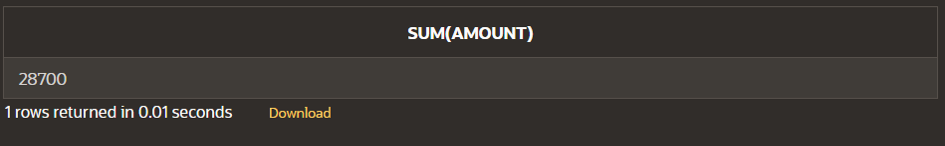 SUM(AMOUNT)
28700
1 rows returned in 0.01 seconds Download